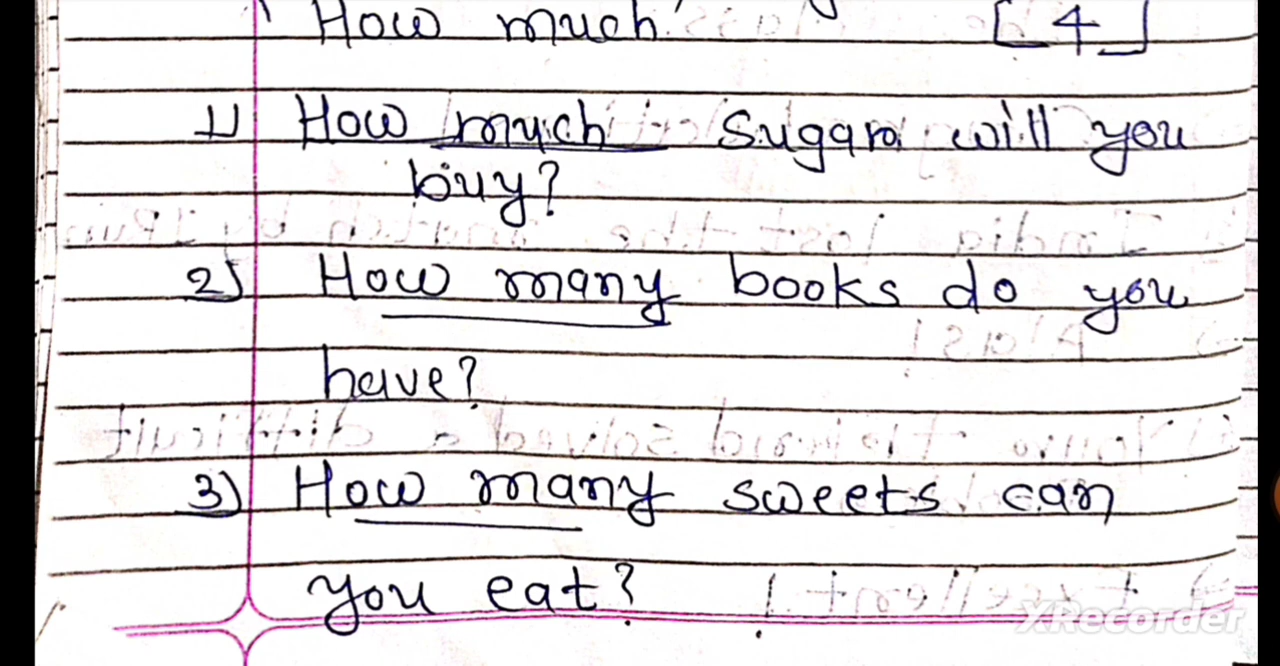 How much. [4]
1) How much sugar will you
buy?
2) How many books do you
have?
3) How many sweets can
you eat?
XRecorder